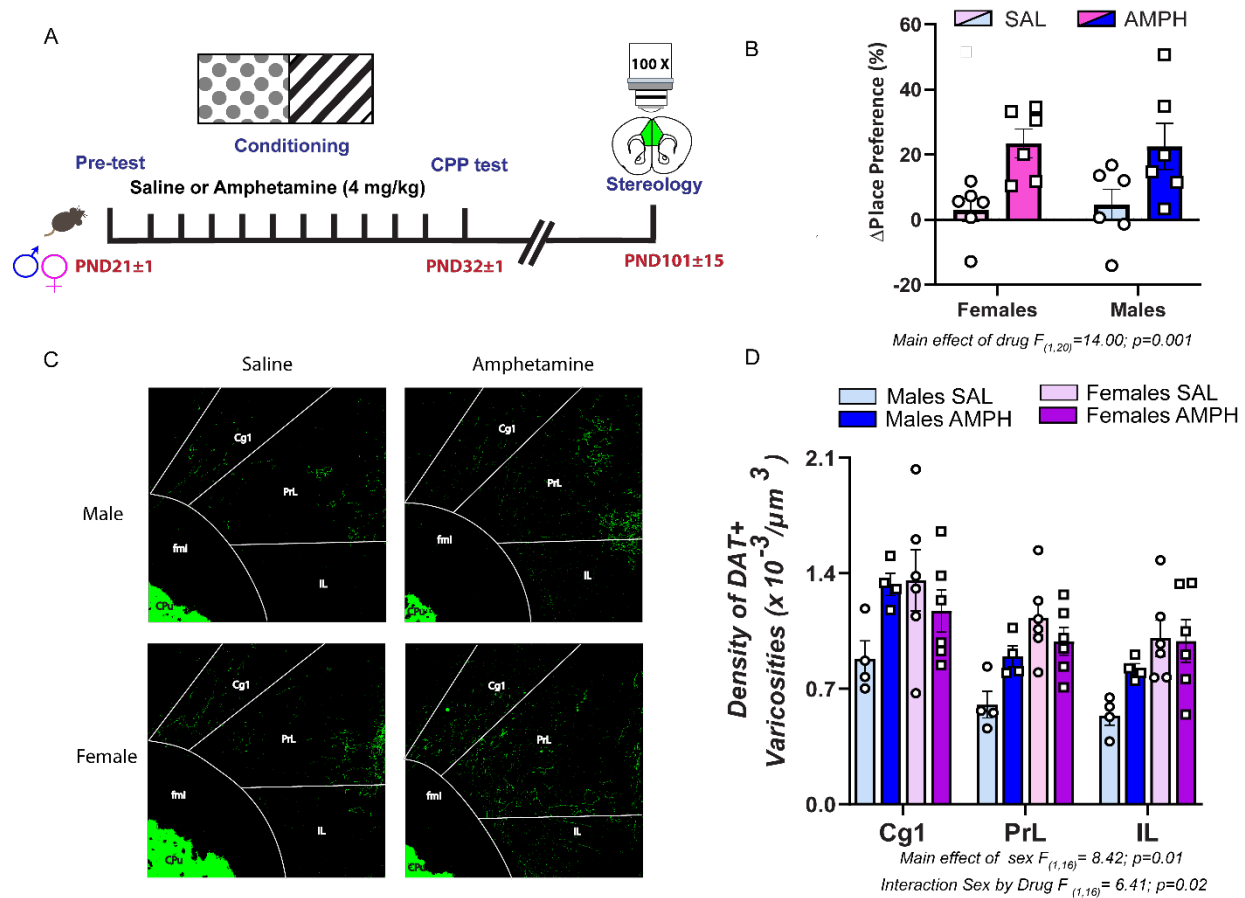 A
100 X
Conditioning
Pre-test
CPP test
Saline or Amphetamine (4 mg/kg)
Stereology
PND21±1
PND32±1
PND101±15
B
SAL
AMPH
ΔPlace Preference (%)
60
40
20
0
-20
Females
Males
Main effect of drug F(1,20)=14.00; p=0.001
C
Saline
Amphetamine
Male
Female
Cg1
PrL
fmi
IL
CPu
Cg1
PrL
fmi
IL
CPu
Cg1
PrL
fmi
IL
CPu
Cg1
PrL
fmi
IL
CPu
D
Males SAL
Females SAL
Males AMPH
Females AMPH
Density of DAT+
Varicosities (x 10-3/µm 3)
2.1
1.4
0.7
0.0
Cg1
PrL
IL
Main effect of sex F(1,16)= 8.42; p=0.01
Interaction Sex by Drug F (1,16)= 6.41; p=0.02